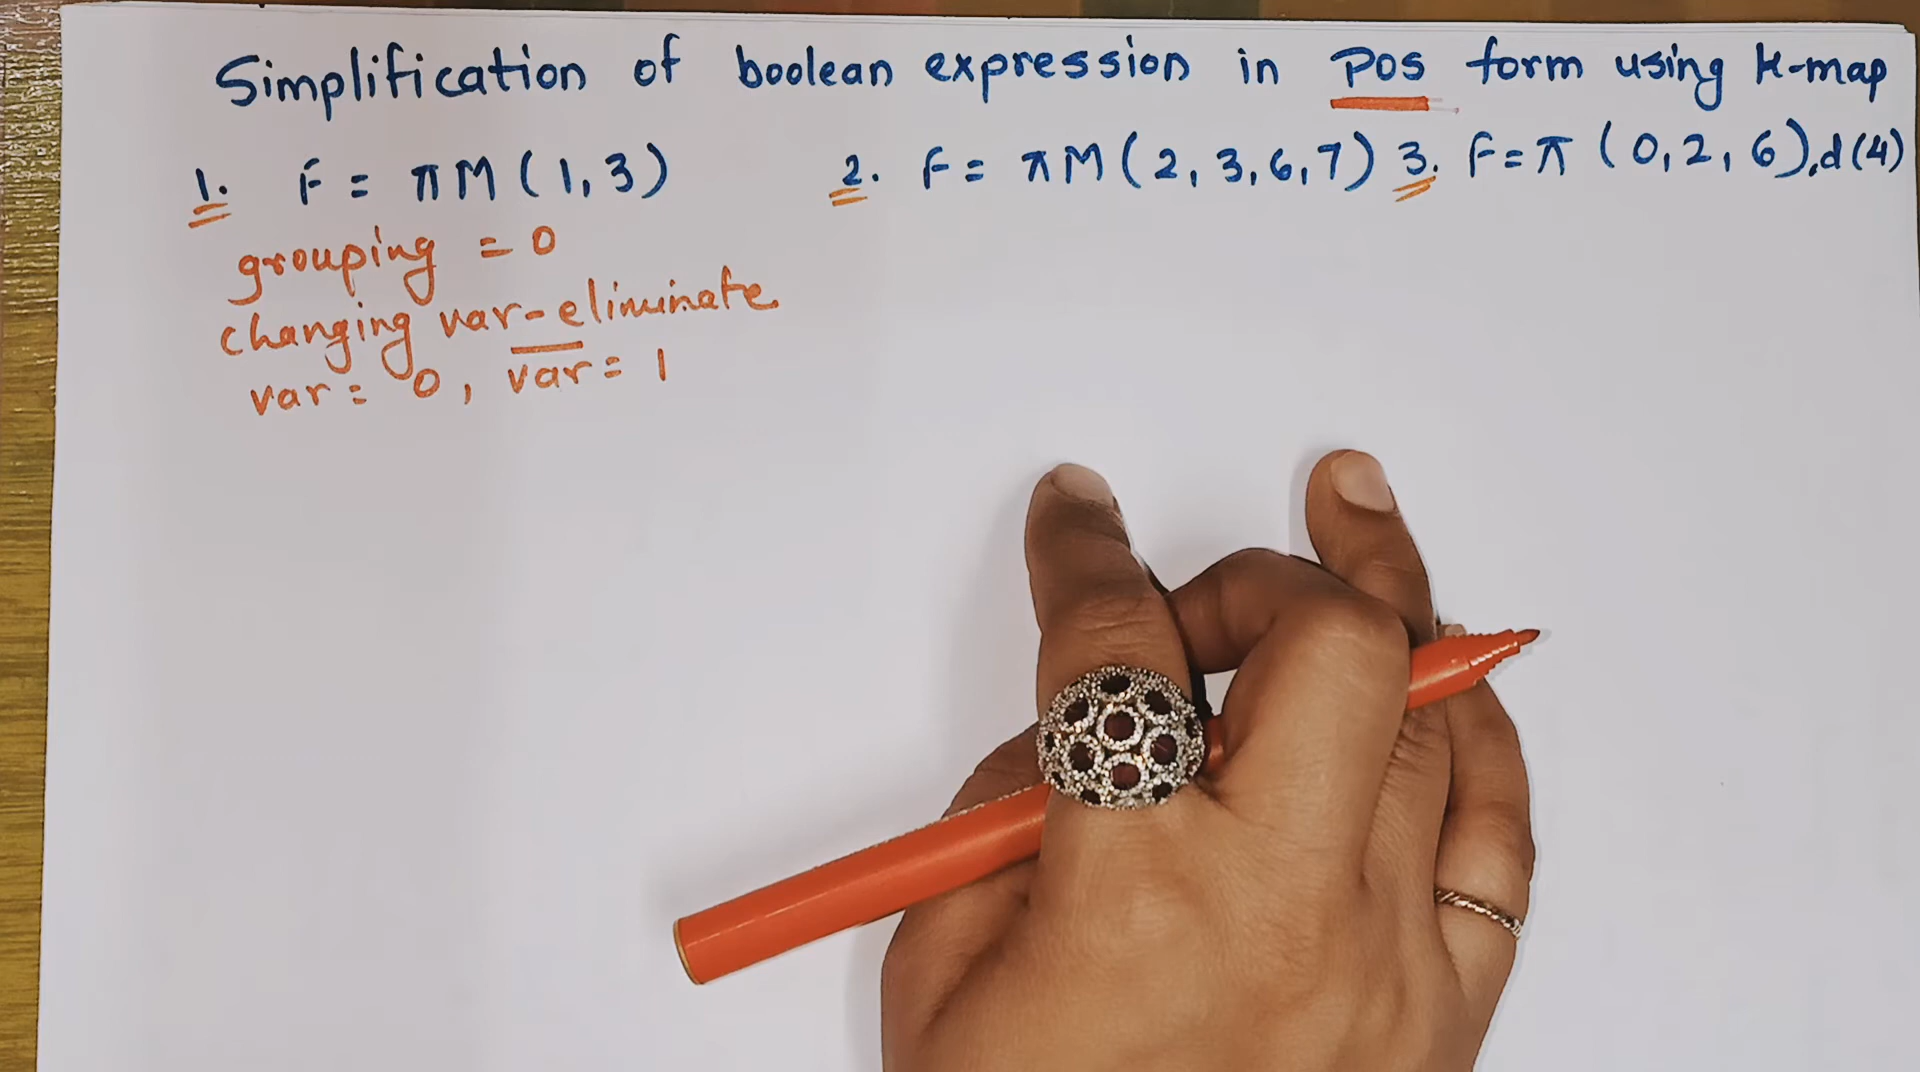 Simplification of boolean expression in POS form using K-map
1. F = πM(1,3) 2. F = πM(2,3,6,7) 3. F=π (0,2,6).d(4)
grouping = 0
changing var-eliminate
var = 0, v̅a̅r̅ = 1